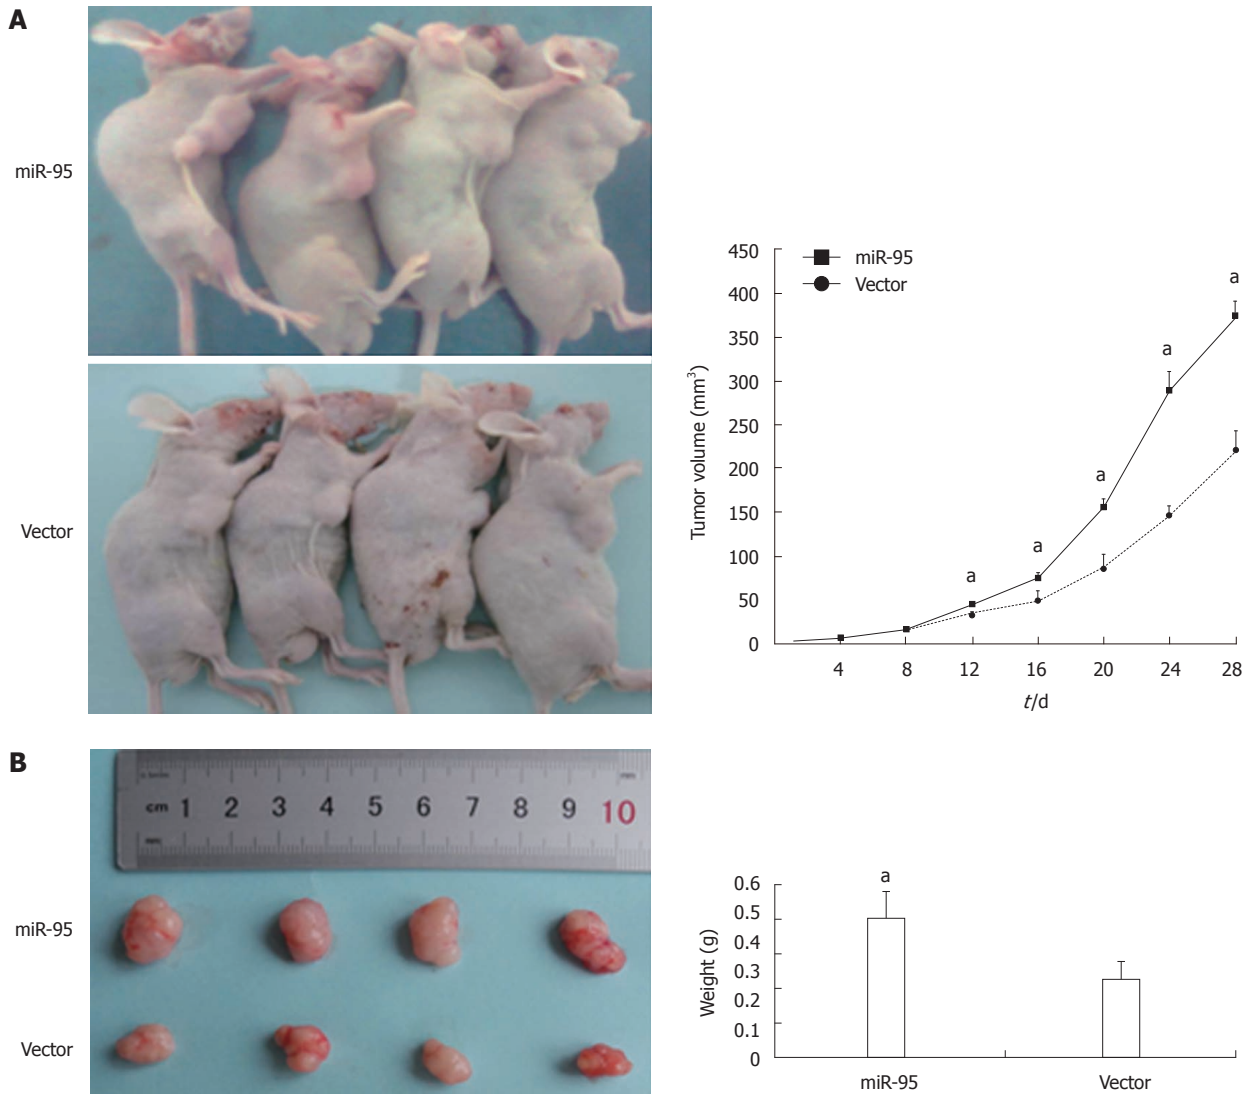 A
miR-95
Vector
450
400
350
300
250
200
150
100
50
0
Tumor volume (mm³)
miR-95
Vector
a
a
a
a
a
4 8 12 16 20 24 28
t/d
B
cm 1 2 3 4 5 6 7 8 9 10
miR-95
Vector
0.6
0.5
0.4
0.3
0.2
0.1
0
Weight (g)
a
miR-95 Vector